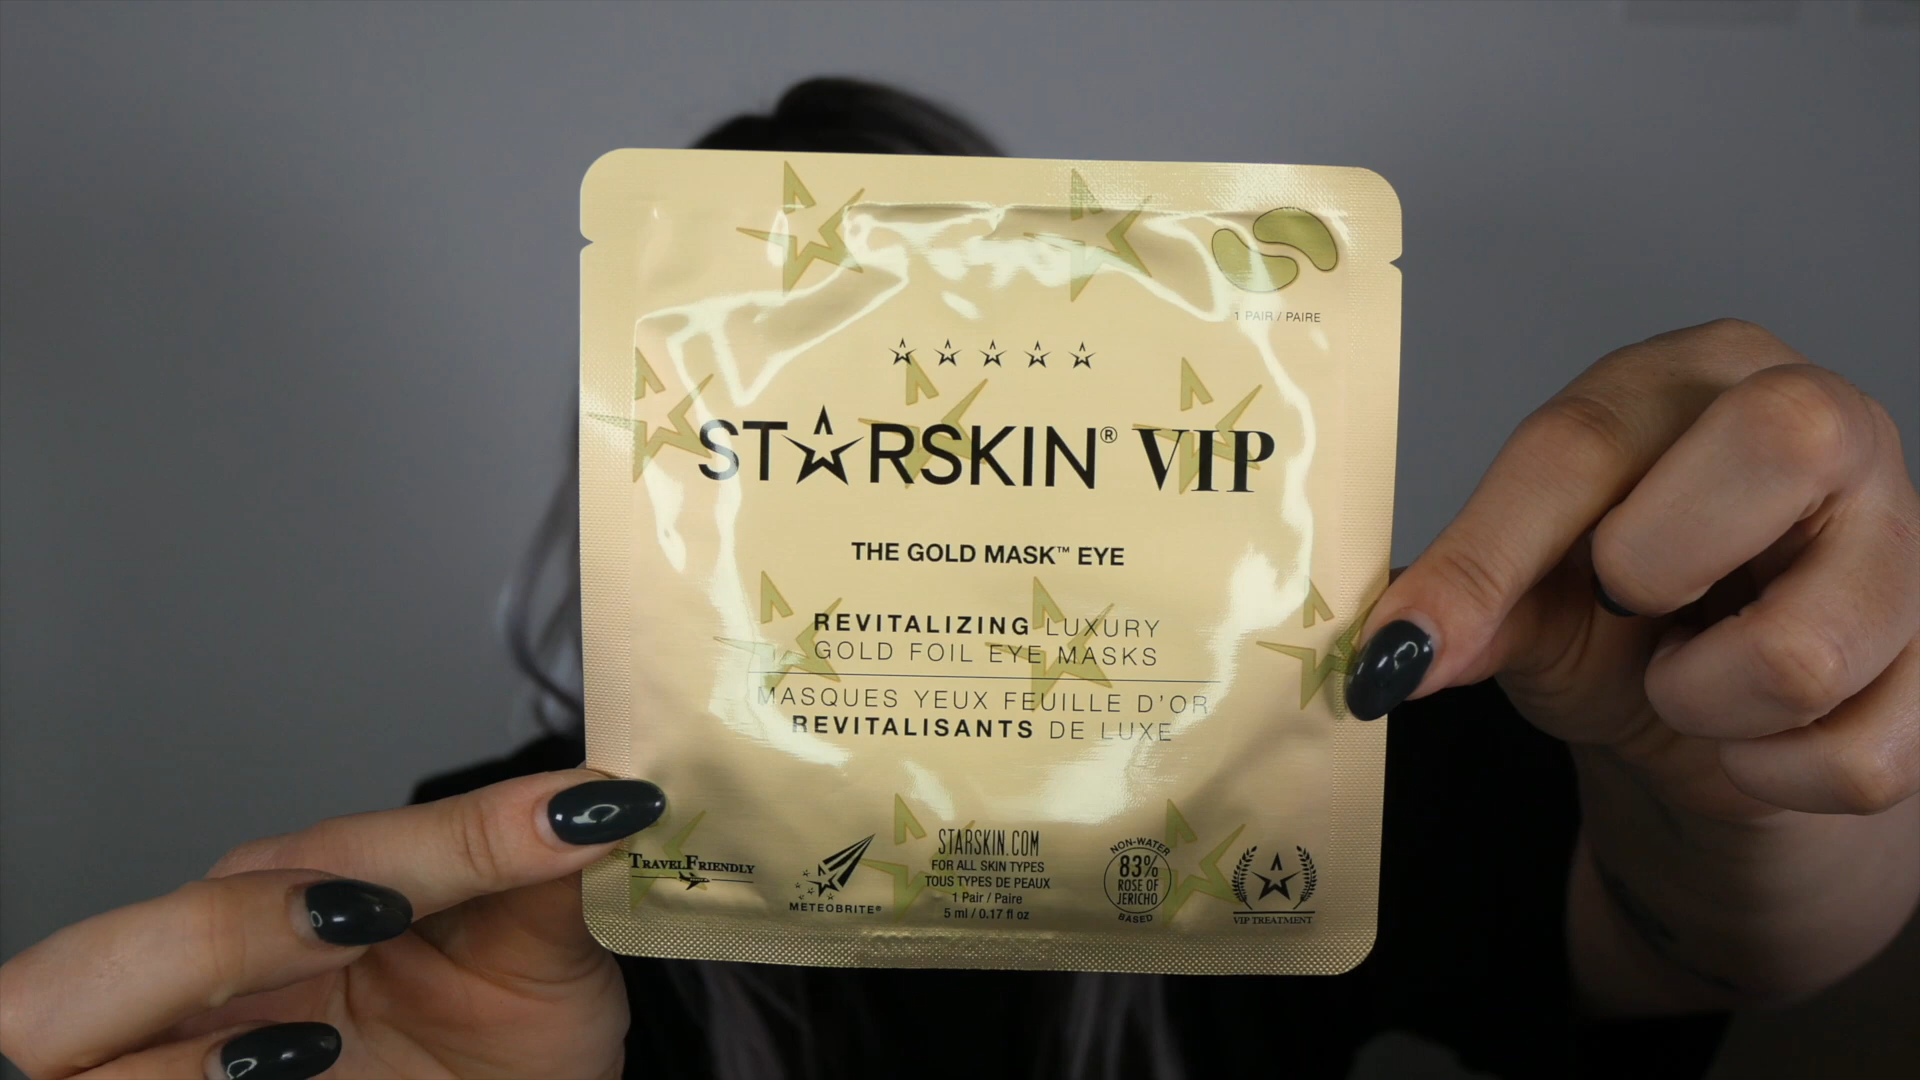 1 PAIR / PAIRE
STARSKIN® VIP
THE GOLD MASK™ EYE
REVITALIZING LUXURY
GOLD FOIL EYE MASKS
MASQUES YEUX FEUILLE D'OR
REVITALISANTS DE LUXE
TRAVELFRIENDLY
METEOBRITE®
STARSKIN.COM
FOR ALL SKIN TYPES
TOUS TYPES DE PEAUX
1 Pair / Paire
5 ml / 0.17 fl oz
NON-WATER
83%
ROSE OF
JERICHO
BASED
VIP TREATMENT